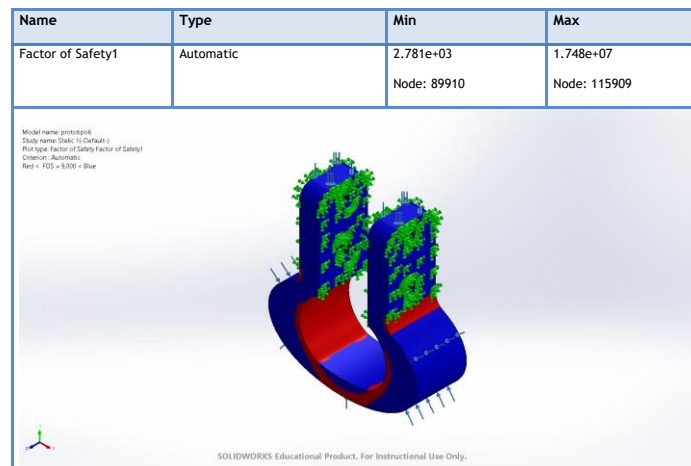 Name Type Min Max
Factor of Safety1 Automatic 2.781e+03 1.748e+07
Node: 89910 Node: 115909
Model name: prototipo6
Study name: Static 1(-Default-)
Plot type: Factor of Safety Factor of Safety1
Criterion : Automatic
Red < FOS = 9,000 < Blue
SOLIDWORKS Educational Product. For Instructional Use Only.